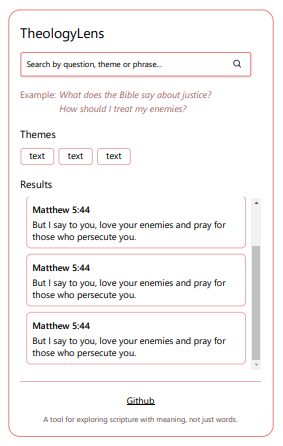 TheologyLens
Search by question, theme or phrase...
Example: What does the Bible say about justice?
How should I treat my enemies?
Themes
text text text
Results
Matthew 5:44
But I say to you, love your enemies and pray for
those who persecute you.
Matthew 5:44
But I say to you, love your enemies and pray for
those who persecute you.
Matthew 5:44
But I say to you, love your enemies and pray for
those who persecute you.
Github
A tool for exploring scripture with meaning, not just words.